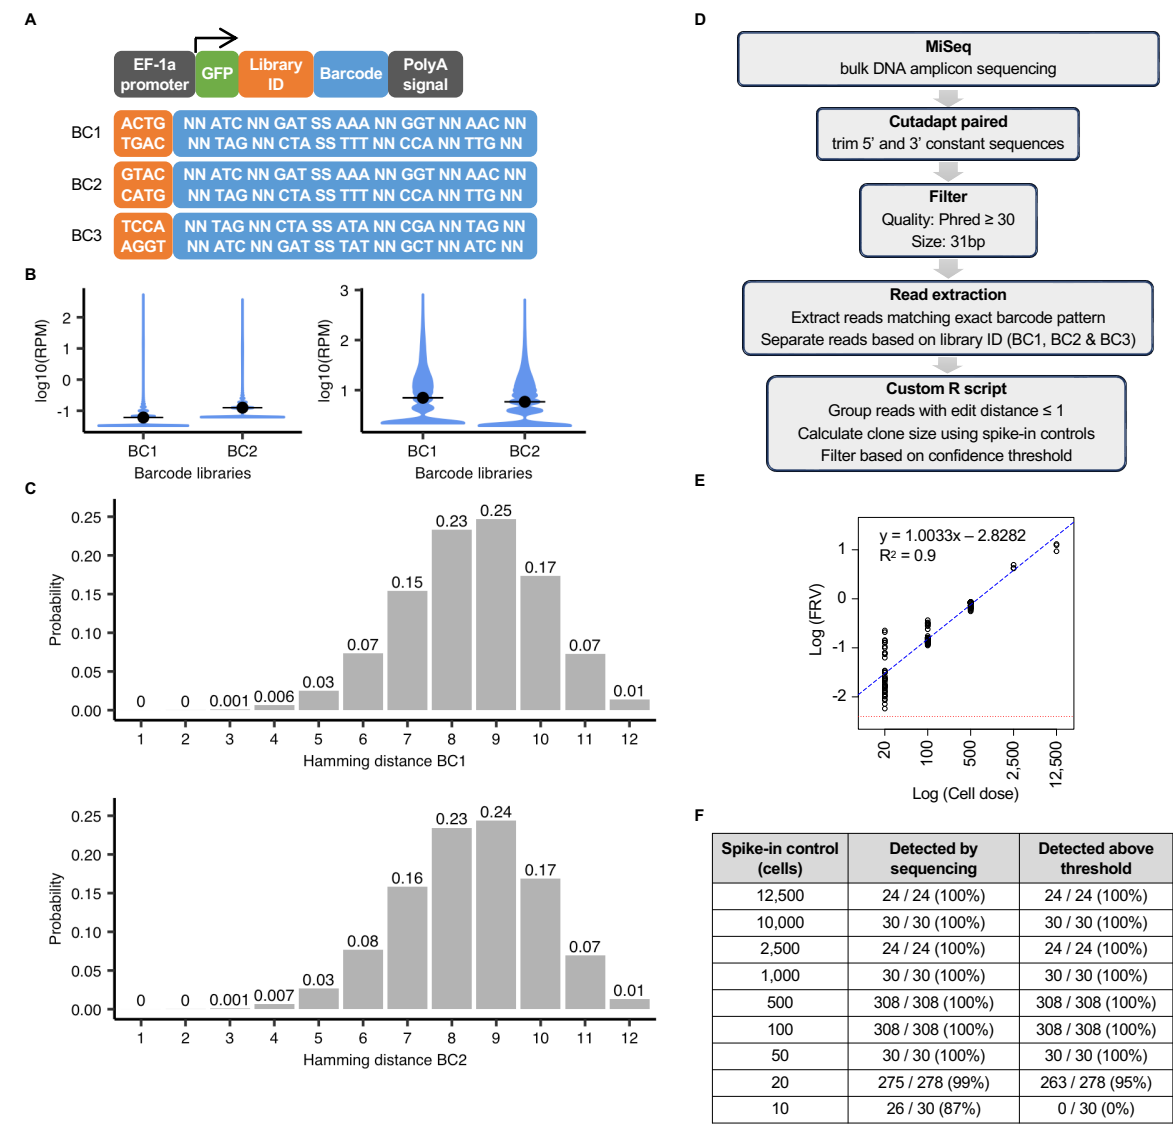 A
EF-1a promoter
GFP
Library ID
Barcode
PolyA signal
BC1
ACTG NN ATC NN GAT SS AAA NN GGT NN AAC NN
TGAC NN TAG NN CTA SS TTT NN CCA NN TTG NN
BC2
GTAC NN ATC NN GAT SS AAA NN GGT NN AAC NN
CATG NN TAG NN CTA SS TTT NN CCA NN TTG NN
BC3
TCCA NN TAG NN CTA SS ATA NN CGA NN TAG NN
AGGT NN ATC NN GAT SS TAT NN GCT NN ATC NN
B
log10(RPM)
2
1
0
-1
BC1 BC2
Barcode libraries
log10(RPM)
3
2
1
BC1 BC2
Barcode libraries
C
Probability
0.25
0.20
0.15
0.10
0.05
0.00
0 0 0.001 0.006 0.03 0.07 0.15 0.23 0.25 0.17 0.07 0.01
1 2 3 4 5 6 7 8 9 10 11 12
Hamming distance BC1
Probability
0.25
0.20
0.15
0.10
0.05
0.00
0 0 0.001 0.007 0.03 0.08 0.16 0.23 0.24 0.17 0.07 0.01
1 2 3 4 5 6 7 8 9 10 11 12
Hamming distance BC2
D
MiSeq
bulk DNA amplicon sequencing
Cutadapt paired
trim 5’ and 3’ constant sequences
Filter
Quality: Phred ≥ 30
Size: 31bp
Read extraction
Extract reads matching exact barcode pattern
Separate reads based on library ID (BC1, BC2 & BC3)
Custom R script
Group reads with edit distance ≤ 1
Calculate clone size using spike-in controls
Filter based on confidence threshold
E
y = 1.0033x – 2.8282
R² = 0.9
Log (FRV)
1
0
-1
-2
20 100 500 2,500 12,500
Log (Cell dose)
F
Spike-in control (cells) Detected by sequencing Detected above threshold
12,500 24 / 24 (100%) 24 / 24 (100%)
10,000 30 / 30 (100%) 30 / 30 (100%)
2,500 24 / 24 (100%) 24 / 24 (100%)
1,000 30 / 30 (100%) 30 / 30 (100%)
500 308 / 308 (100%) 308 / 308 (100%)
100 308 / 308 (100%) 308 / 308 (100%)
50 30 / 30 (100%) 30 / 30 (100%)
20 275 / 278 (99%) 263 / 278 (95%)
10 26 / 30 (87%) 0 / 30 (0%)